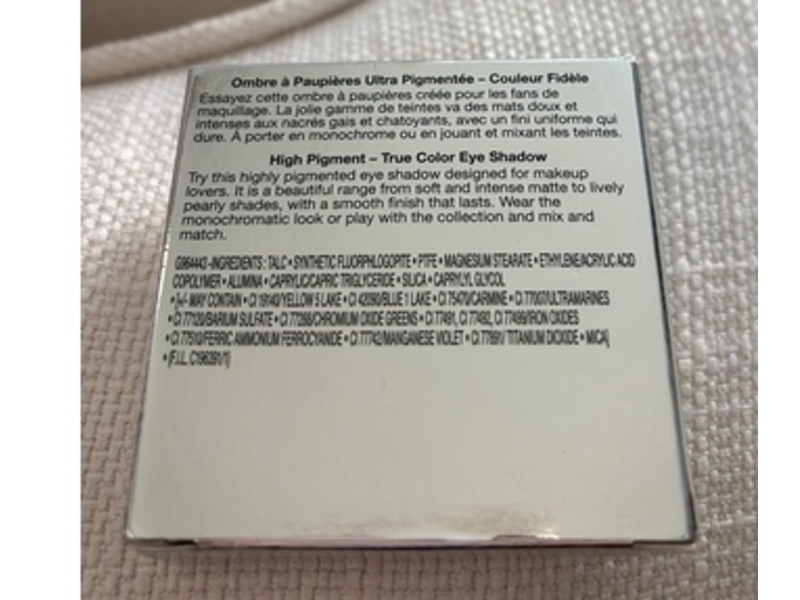 Ombre à Paupières Ultra Pigmentée – Couleur Fidèle
Essayez cette ombre à paupières créée pour les fans de
maquillage. La jolie gamme de teintes va des mats doux et
intenses aux nacrés gais et chatoyants, avec un fini uniforme qui
dure. À porter en monochrome ou en jouant et mixant les teintes.
High Pigment – True Color Eye Shadow
Try this highly pigmented eye shadow designed for makeup
lovers. It is a beautiful range from soft and intense matte to lively
pearly shades, with a smooth finish that lasts. Wear the
monochromatic look or play with the collection and mix and
match.
G964443 -INGREDIENTS : TALC • SYNTHETIC FLUORPHLOGOPITE • PTFE • MAGNESIUM STEARATE • ETHYLENE/ACRYLIC ACID
COPOLYMER • ALUMINA • CAPRYLIC/CAPRIC TRIGLYCERIDE • SILICA • CAPRYLYL GLYCOL
• [+/- MAY CONTAIN • CI 19140/YELLOW 5 LAKE • CI 42090/BLUE 1 LAKE • CI 75470/CARMINE • CI 77007/ULTRAMARINES
• CI 77120/BARIUM SULFATE • CI 77288/CHROMIUM OXIDE GREENS • CI 77491, CI 77492, CI 77499/IRON OXIDES
• CI 77510/FERRIC AMMONIUM FERROCYANIDE • CI 77742/MANGANESE VIOLET • CI 77891/ TITANIUM DIOXIDE • MICA]
• (F.I.L. C196391/1)